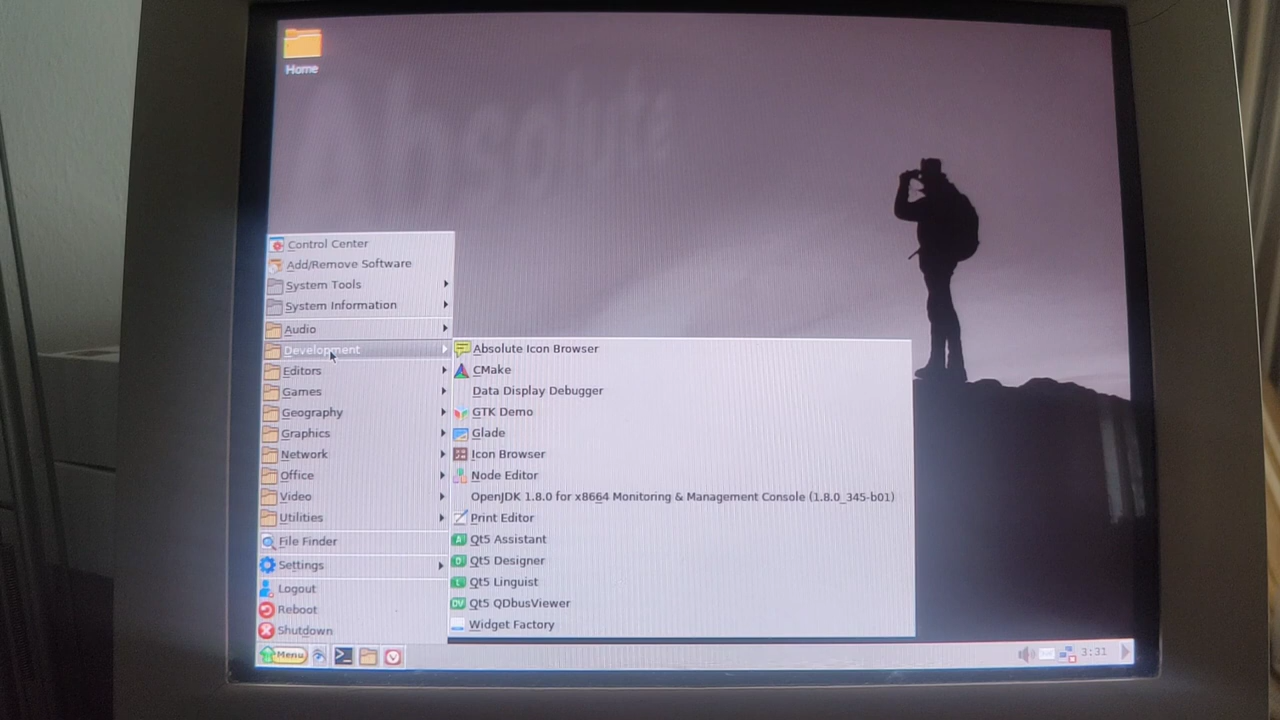 Home
Absolute
Control Center
Add/Remove Software
System Tools
System Information
Audio
Development
Editors
Games
Geography
Graphics
Network
Office
Video
Utilities
File Finder
Settings
Logout
Reboot
Shutdown
Absolute Icon Browser
CMake
Data Display Debugger
GTK Demo
Glade
Icon Browser
Node Editor
OpenJDK 1.8.0 for x8664 Monitoring & Management Console (1.8.0_345-b01)
Print Editor
Qt5 Assistant
Qt5 Designer
Qt5 Linguist
Qt5 QDbusViewer
Widget Factory
Menu
3:31